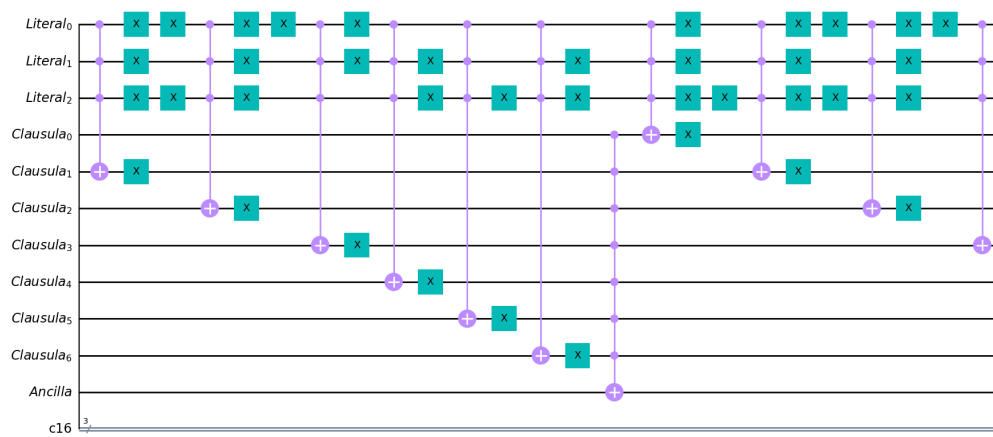 Literal₀ X X X X X X X X X X
Literal₁ X X X X X X X X
Literal₂ X X X X X X X X X X X
Clausula₀ X
Clausula₁ X X
Clausula₂ X X
Clausula₃ X
Clausula₄ X
Clausula₅ X
Clausula₆ X
Ancilla
c16 3